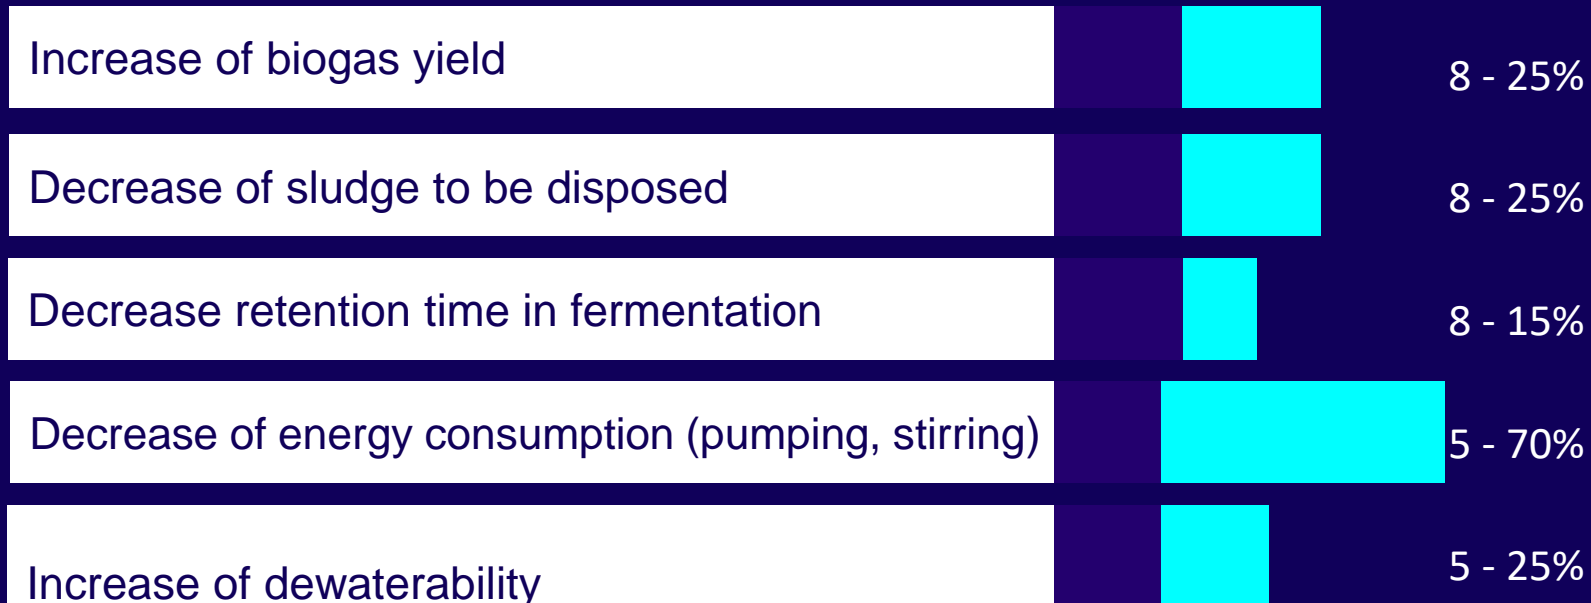 Increase of biogas yield 8 - 25%
Decrease of sludge to be disposed 8 - 25%
Decrease retention time in fermentation 8 - 15%
Decrease of energy consumption (pumping, stirring) 5 - 70%
Increase of dewaterability 5 - 25%